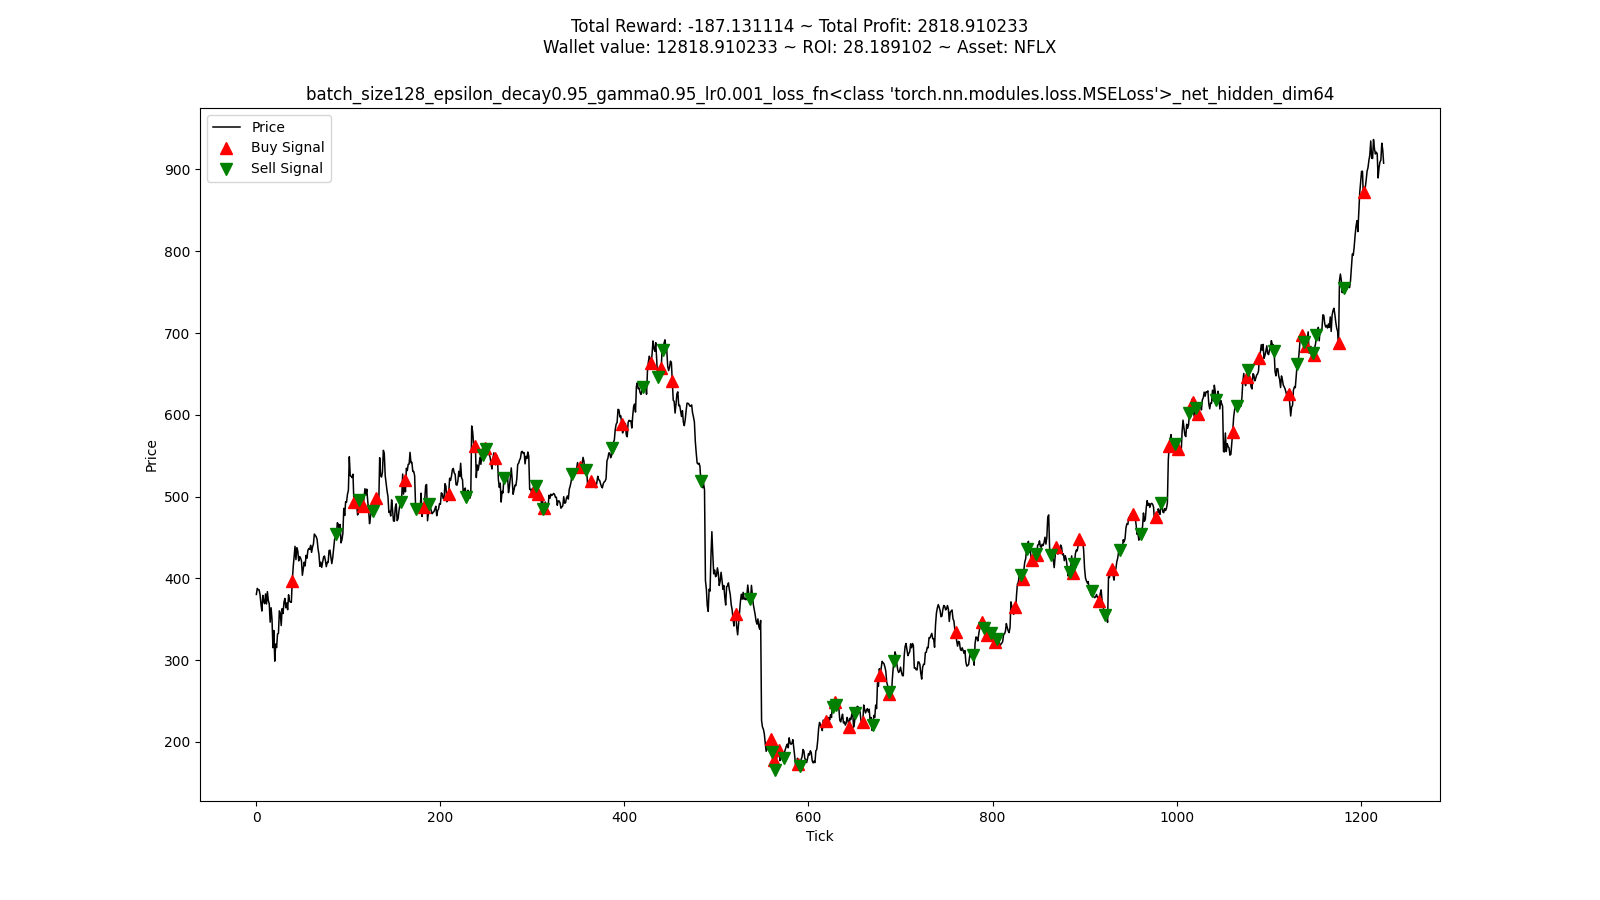 Total Reward: -187.131114 ~ Total Profit: 2818.910233
Wallet value: 12818.910233 ~ ROI: 28.189102 ~ Asset: NFLX
batch_size128_epsilon_decay0.95_gamma0.95_lr0.001_loss_fn<class 'torch.nn.modules.loss.MSELoss'>_net_hidden_dim64
Price
Buy Signal
Sell Signal
900
800
700
600
500
400
300
200
Price
0
200
400
600
800
1000
1200
Tick